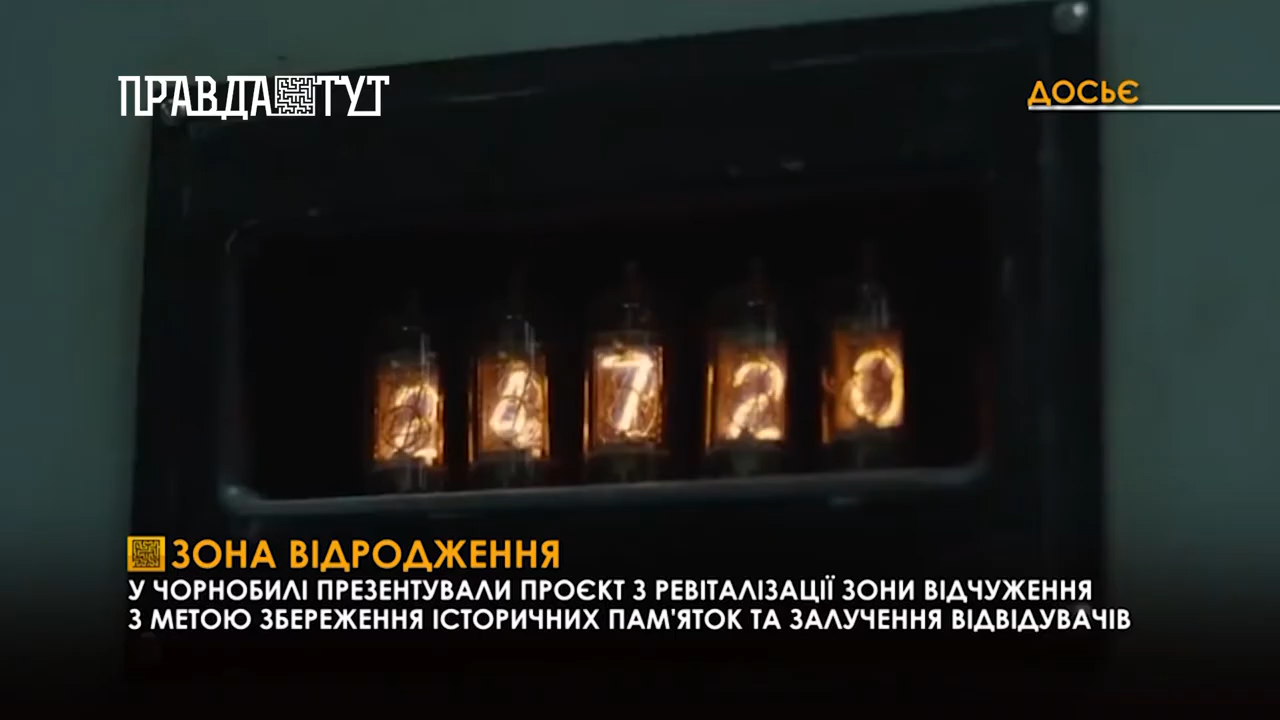 ПРАВДА ТУТ
ДОСЬЄ
720
ЗОНА ВІДРОДЖЕННЯ
У ЧОРНОБИЛІ ПРЕЗЕНТУВАЛИ ПРОЄКТ З РЕВІТАЛІЗАЦІЇ ЗОНИ ВІДЧУЖЕННЯ
З МЕТОЮ ЗБЕРЕЖЕННЯ ІСТОРИЧНИХ ПАМ'ЯТОК ТА ЗАЛУЧЕННЯ ВІДВІДУВАЧІВ